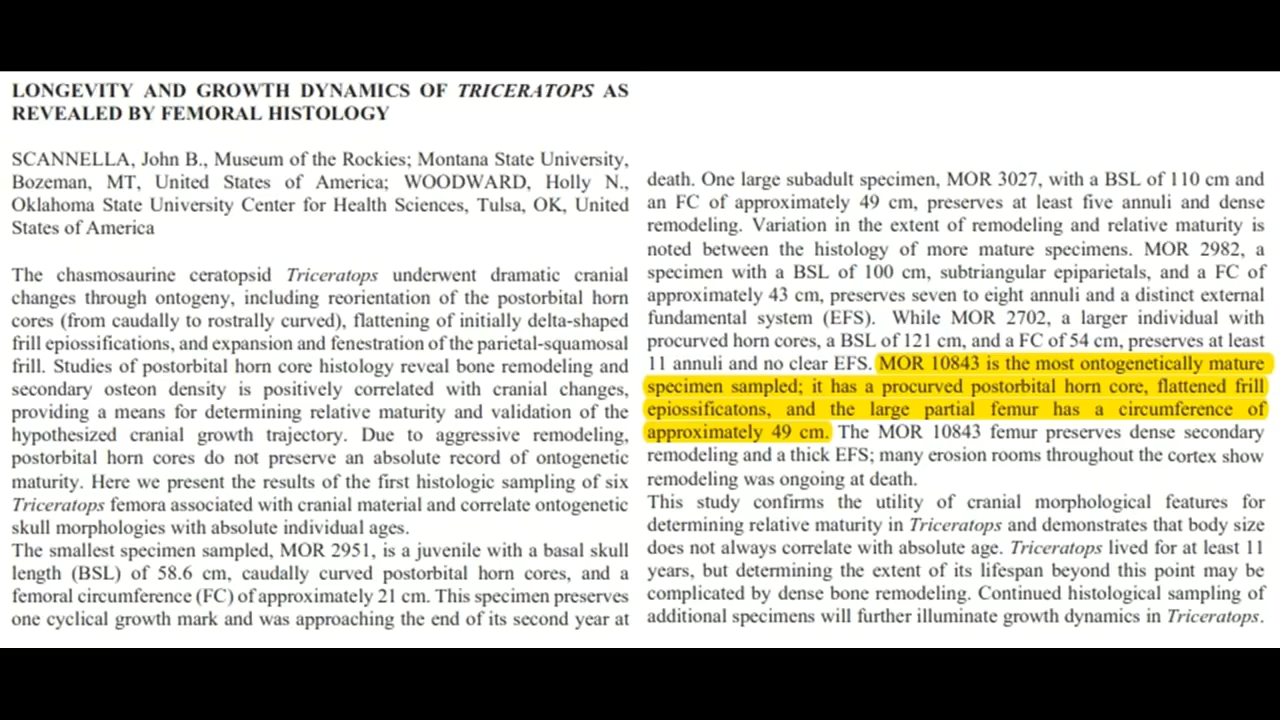 LONGEVITY AND GROWTH DYNAMICS OF TRICERATOPS AS
REVEALED BY FEMORAL HISTOLOGY
SCANNELLA, John B., Museum of the Rockies; Montana State University,
Bozeman, MT, United States of America; WOODWARD, Holly N.,
Oklahoma State University Center for Health Sciences, Tulsa, OK, United
States of America
The chasmosaurine ceratopsid Triceratops underwent dramatic cranial
changes through ontogeny, including reorientation of the postorbital horn
cores (from caudally to rostrally curved), flattening of initially delta-shaped
frill epiossifications, and expansion and fenestration of the parietal-squamosal
frill. Studies of postorbital horn core histology reveal bone remodeling and
secondary osteon density is positively correlated with cranial changes,
providing a means for determining relative maturity and validation of the
hypothesized cranial growth trajectory. Due to aggressive remodeling,
postorbital horn cores do not preserve an absolute record of ontogenetic
maturity. Here we present the results of the first histologic sampling of six
Triceratops femora associated with cranial material and correlate ontogenetic
skull morphologies with absolute individual ages.
The smallest specimen sampled, MOR 2951, is a juvenile with a basal skull
length (BSL) of 58.6 cm, caudally curved postorbital horn cores, and a
femoral circumference (FC) of approximately 21 cm. This specimen preserves
one cyclical growth mark and was approaching the end of its second year at
death. One large subadult specimen, MOR 3027, with a BSL of 110 cm and
an FC of approximately 49 cm, preserves at least five annuli and dense
remodeling. Variation in the extent of remodeling and relative maturity is
noted between the histology of more mature specimens. MOR 2982, a
specimen with a BSL of 100 cm, subtriangular epiparietals, and a FC of
approximately 43 cm, preserves seven to eight annuli and a distinct external
fundamental system (EFS). While MOR 2702, a larger individual with
procurved horn cores, a BSL of 121 cm, and a FC of 54 cm, preserves at least
11 annuli and no clear EFS. MOR 10843 is the most ontogenetically mature
specimen sampled; it has a procurved postorbital horn core, flattened frill
epiossificatons, and the large partial femur has a circumference of
approximately 49 cm. The MOR 10843 femur preserves dense secondary
remodeling and a thick EFS; many erosion rooms throughout the cortex show
remodeling was ongoing at death.
This study confirms the utility of cranial morphological features for
determining relative maturity in Triceratops and demonstrates that body size
does not always correlate with absolute age. Triceratops lived for at least 11
years, but determining the extent of its lifespan beyond this point may be
complicated by dense bone remodeling. Continued histological sampling of
additional specimens will further illuminate growth dynamics in Triceratops.